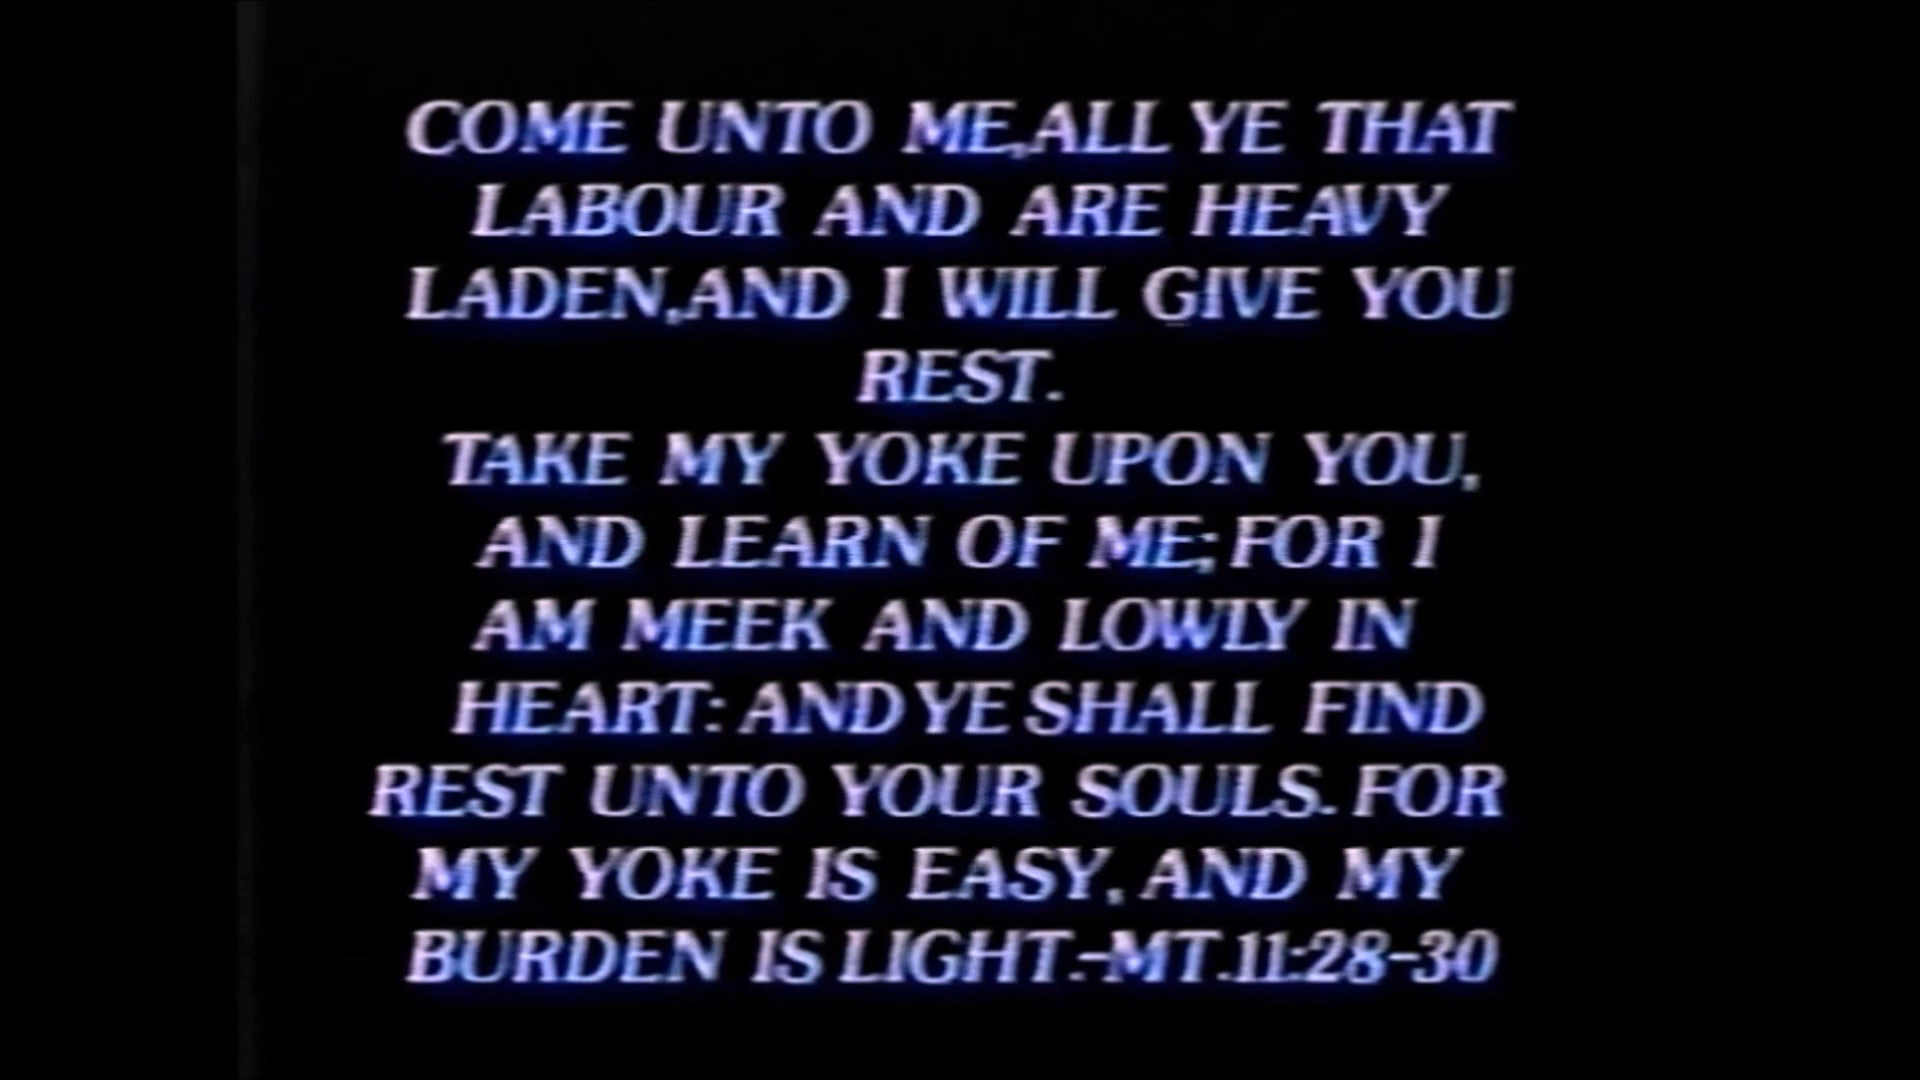 COME UNTO ME,ALL YE THAT
LABOUR AND ARE HEAVY
LADEN,AND I WILL GIVE YOU
REST.
TAKE MY YOKE UPON YOU,
AND LEARN OF ME; FOR I
AM MEEK AND LOWLY IN
HEART: AND YE SHALL FIND
REST UNTO YOUR SOULS. FOR
MY YOKE IS EASY, AND MY
BURDEN IS LIGHT.-MT.11:28-30